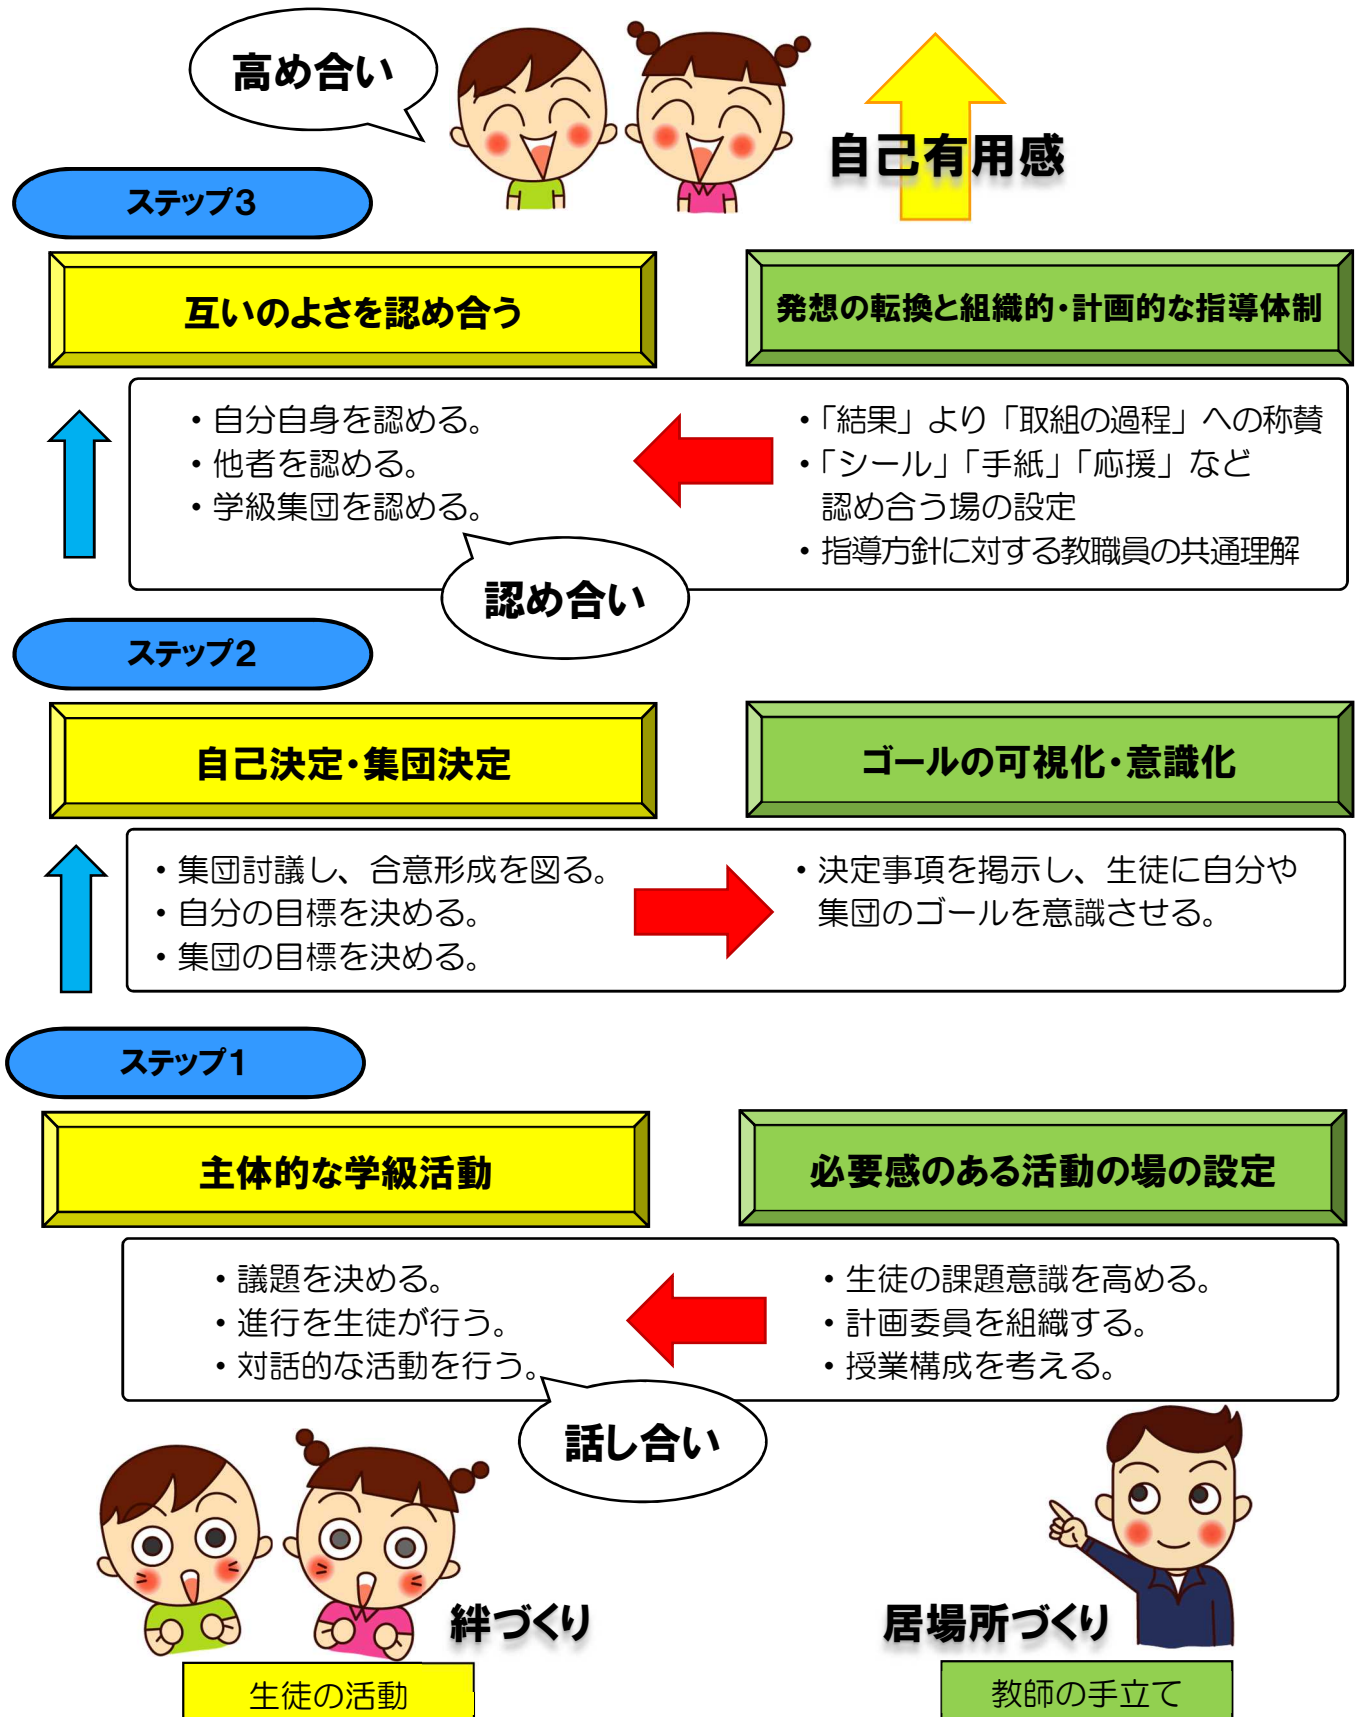 高め合い
自己有用感
ステップ3
互いのよさを認め合う
発想の転換と組織的・計画的な指導体制
・自分自身を認める。
・他者を認める。
・学級集団を認める。
・「結果」より「取組の過程」への称賛
・「シール」「手紙」「応援」など
認め合う場の設定
・指導方針に対する教職員の共通理解
認め合い
ステップ2
自己決定・集団決定
ゴールの可視化・意識化
・集団討議し、合意形成を図る。
・自分の目標を決める。
・集団の目標を決める。
・決定事項を掲示し、生徒に自分や
集団のゴールを意識させる。
ステップ1
主体的な学級活動
必要感のある活動の場の設定
・議題を決める。
・進行を生徒が行う。
・対話的な活動を行う。
・生徒の課題意識を高める。
・計画委員を組織する。
・授業構成を考える。
話し合い
絆づくり
居場所づくり
生徒の活動
教師の手立て